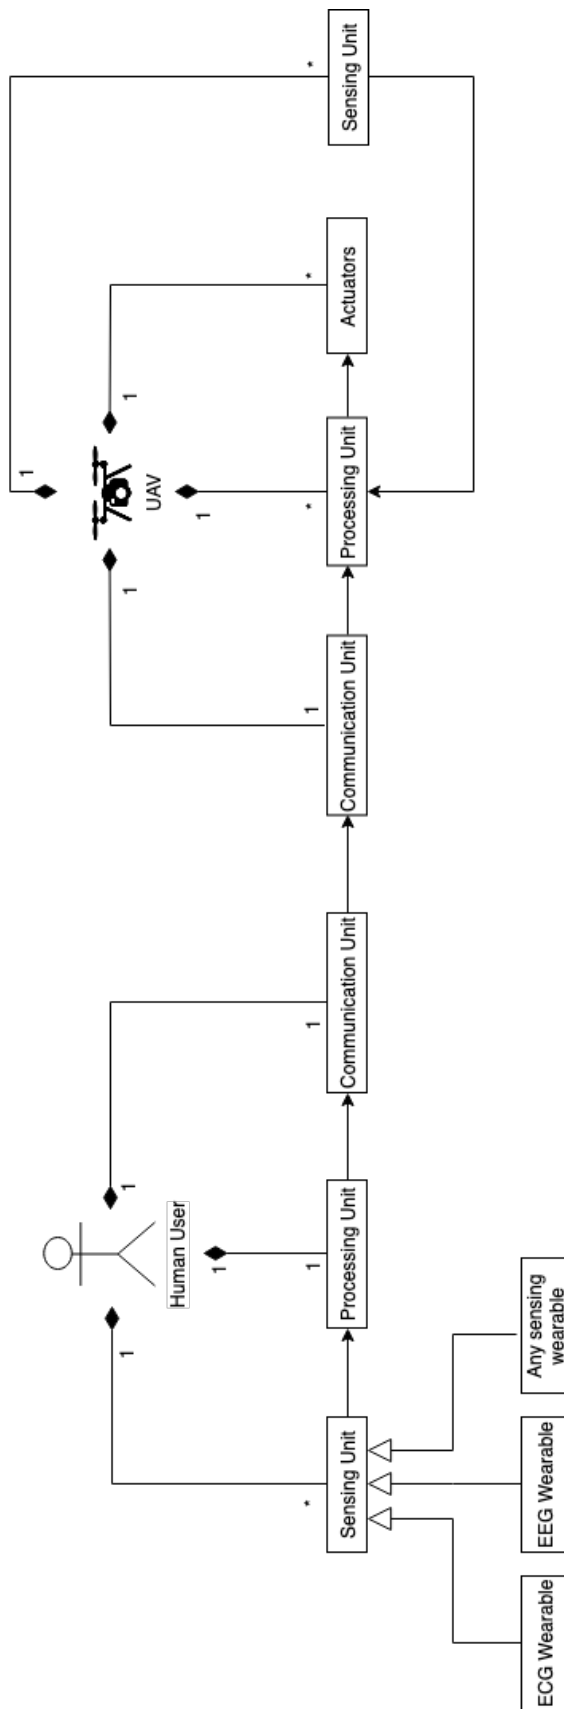 1
1
1
1
1
UAV
Human User
1
1
*
1
1
1
*
*
*
Sensing Unit
Processing Unit
Communication Unit
Communication Unit
Processing Unit
Actuators
Sensing Unit
ECG Wearable
EEG Wearable
Any sensing
wearable